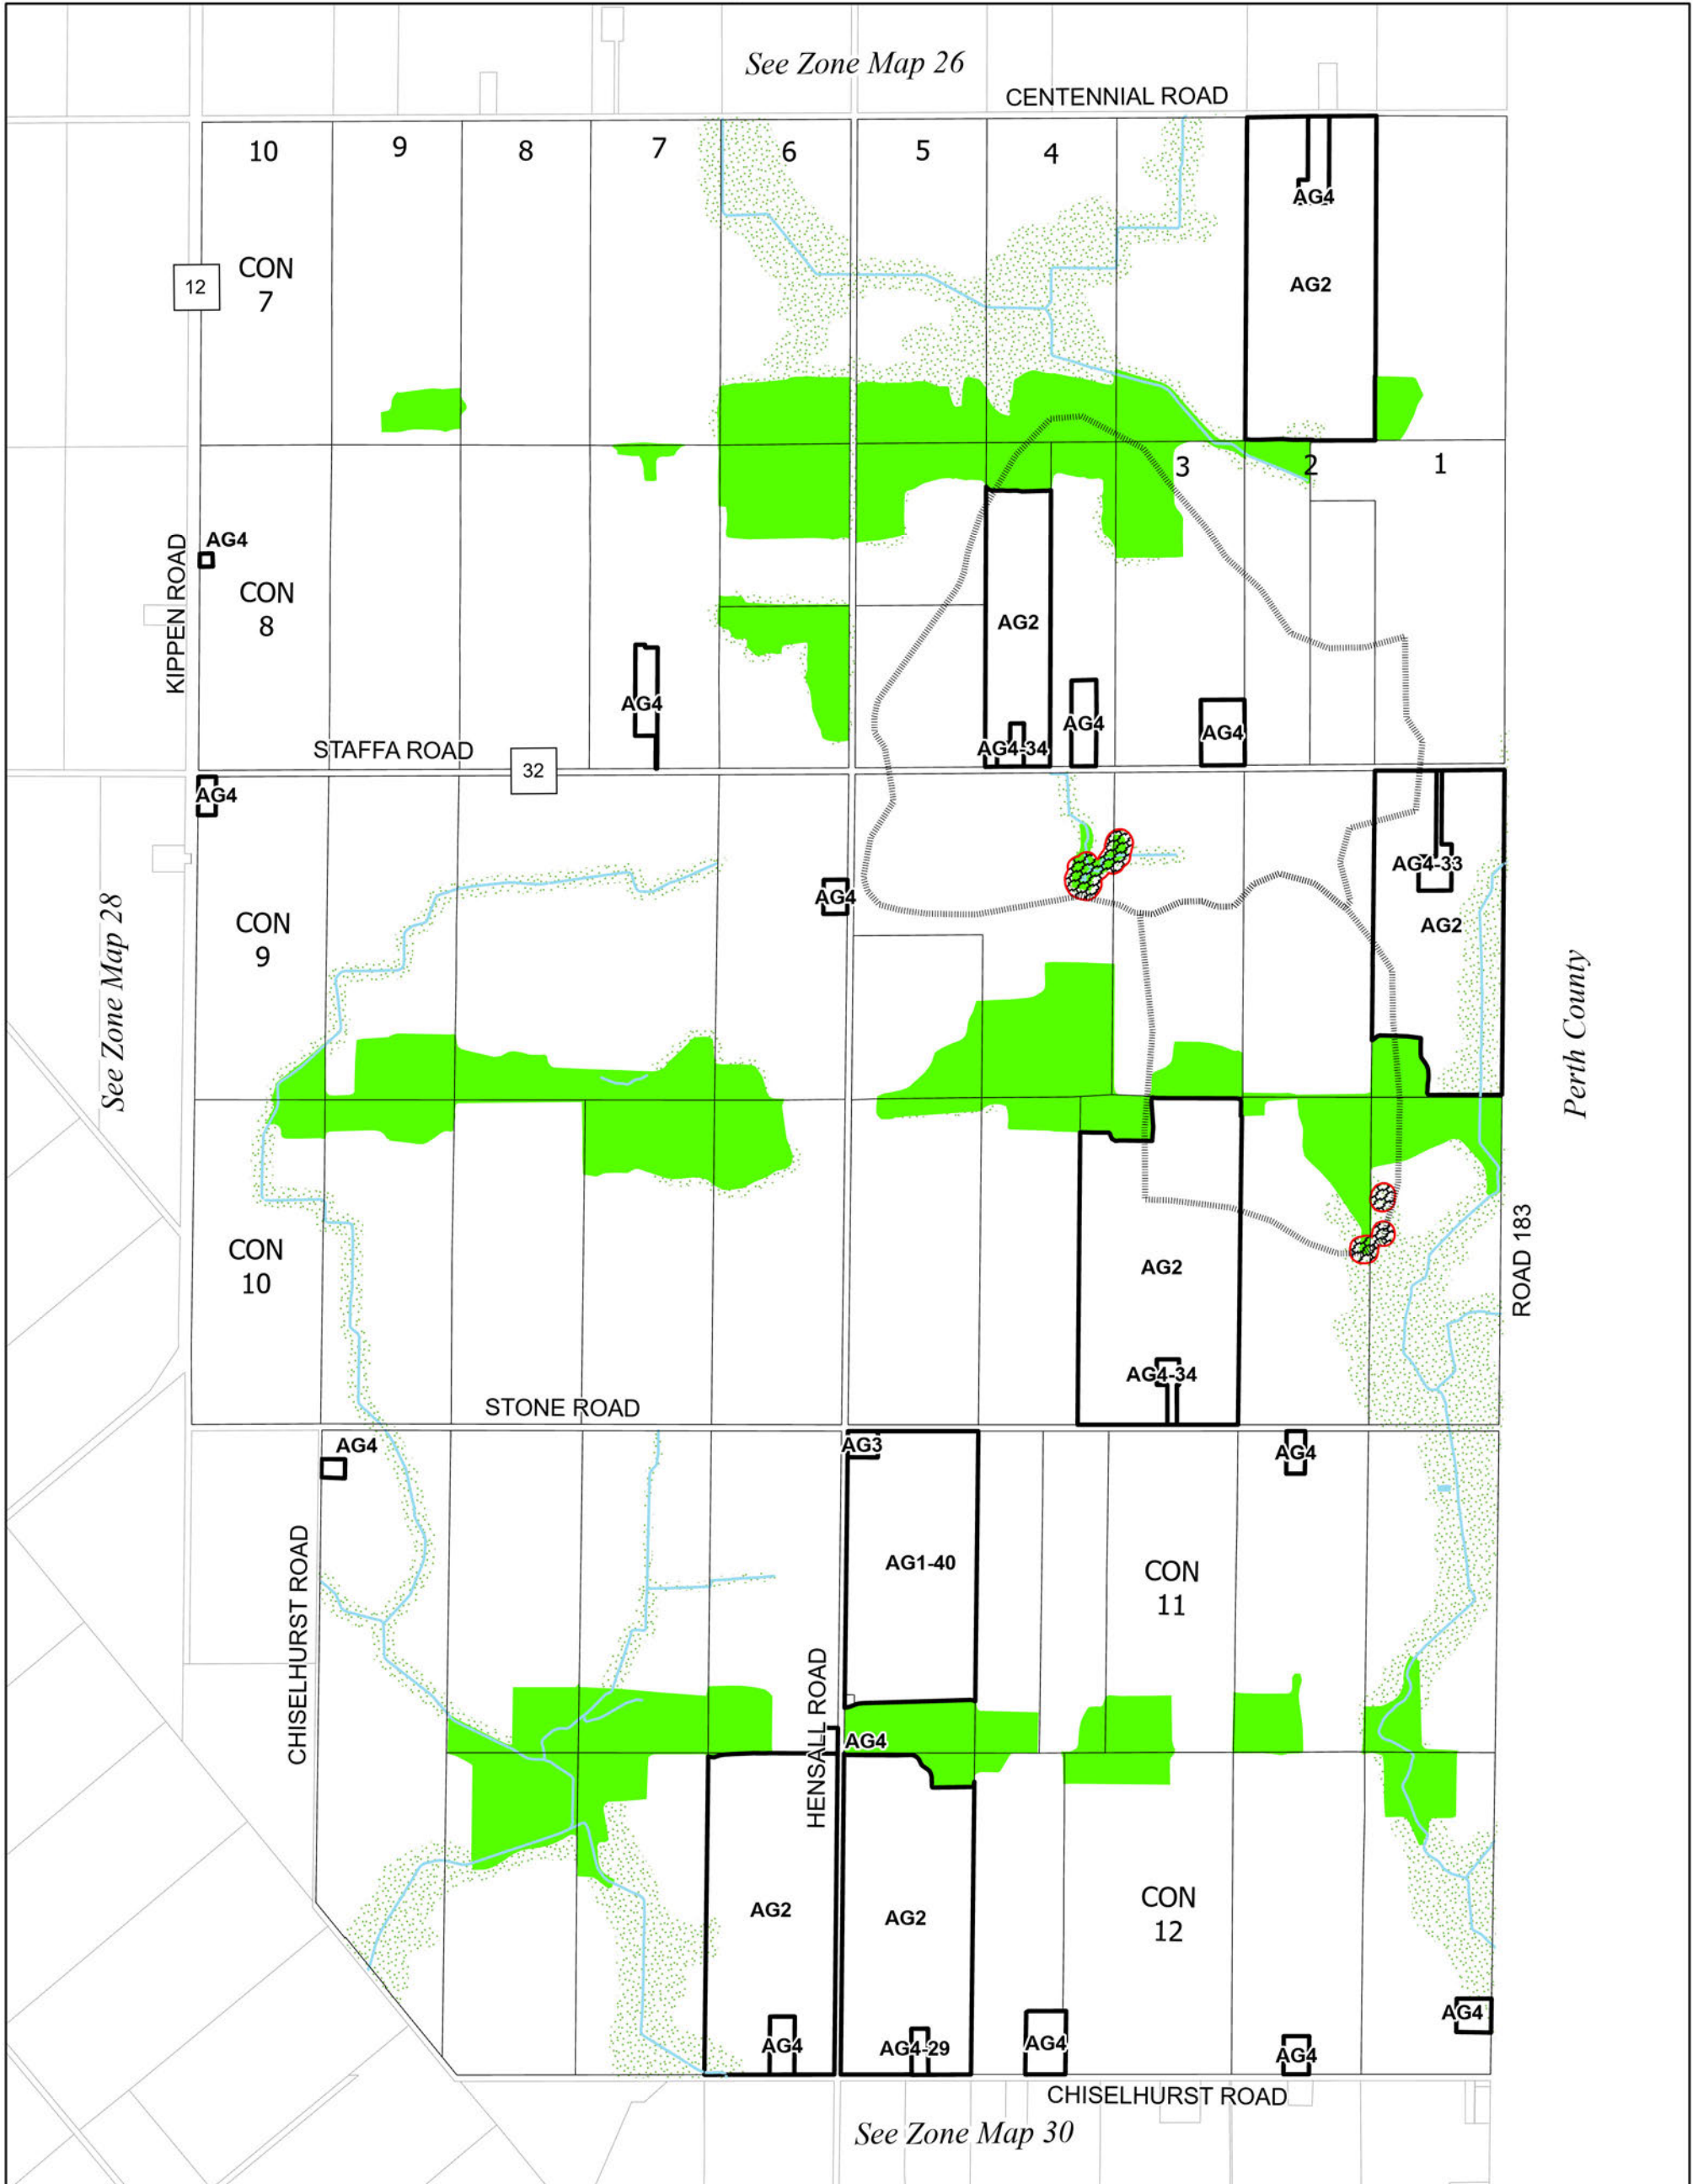 See Zone Map 26
CENTENNIAL ROAD
10
9
8
7
6
5
4
AG4
AG2
CON
7
12
3
2
1
KIPPEN ROAD
AG4
CON
8
AG2
AG4
AG4-34
AG4
AG4
STAFFA ROAD
32
AG4
AG4
AG4-33
AG2
See Zone Map 28
CON
9
Perth County
CON
10
AG2
ROAD 183
AG4-34
STONE ROAD
AG4
AG3
AG4
CHISELHURST ROAD
AG1-40
CON
11
HENSALL ROAD
AG4
AG2
AG2
CON
12
AG4
AG4
AG4-29
AG4
AG4
CHISELHURST ROAD
See Zone Map 30